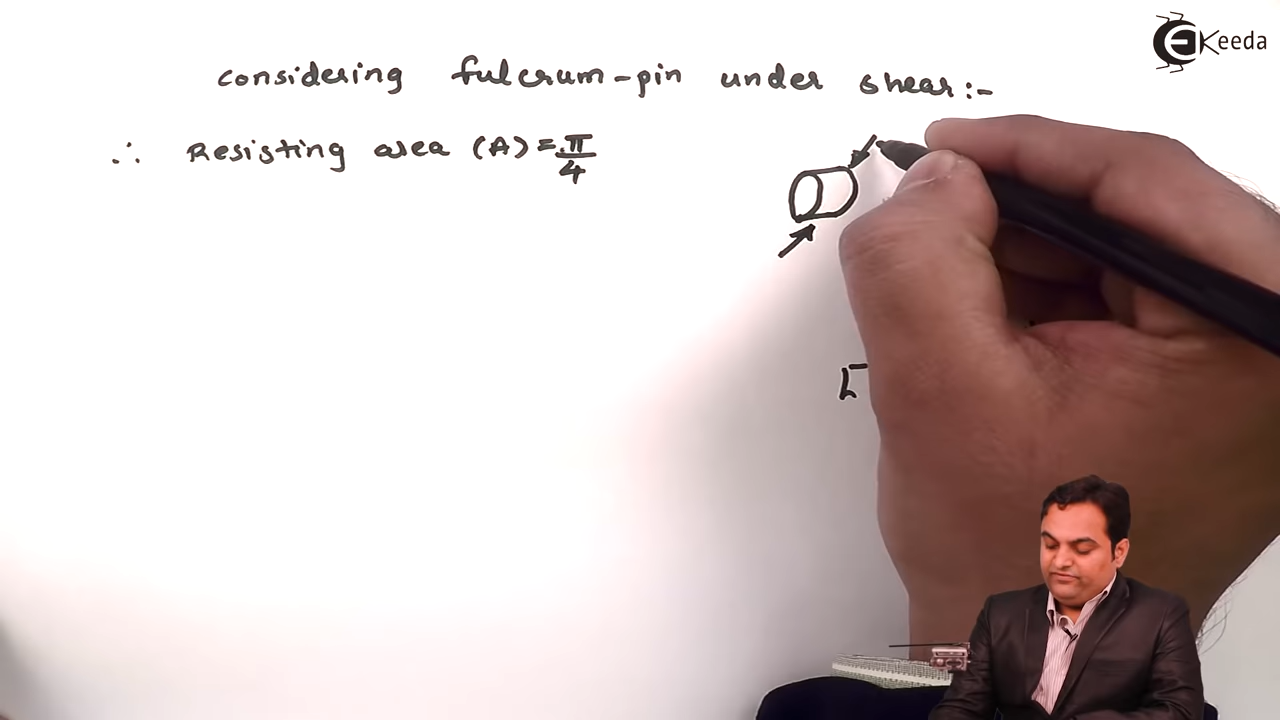 EKeeda
considering fulcrum-pin under shear:-
∴ Resisting area (A) = π/4